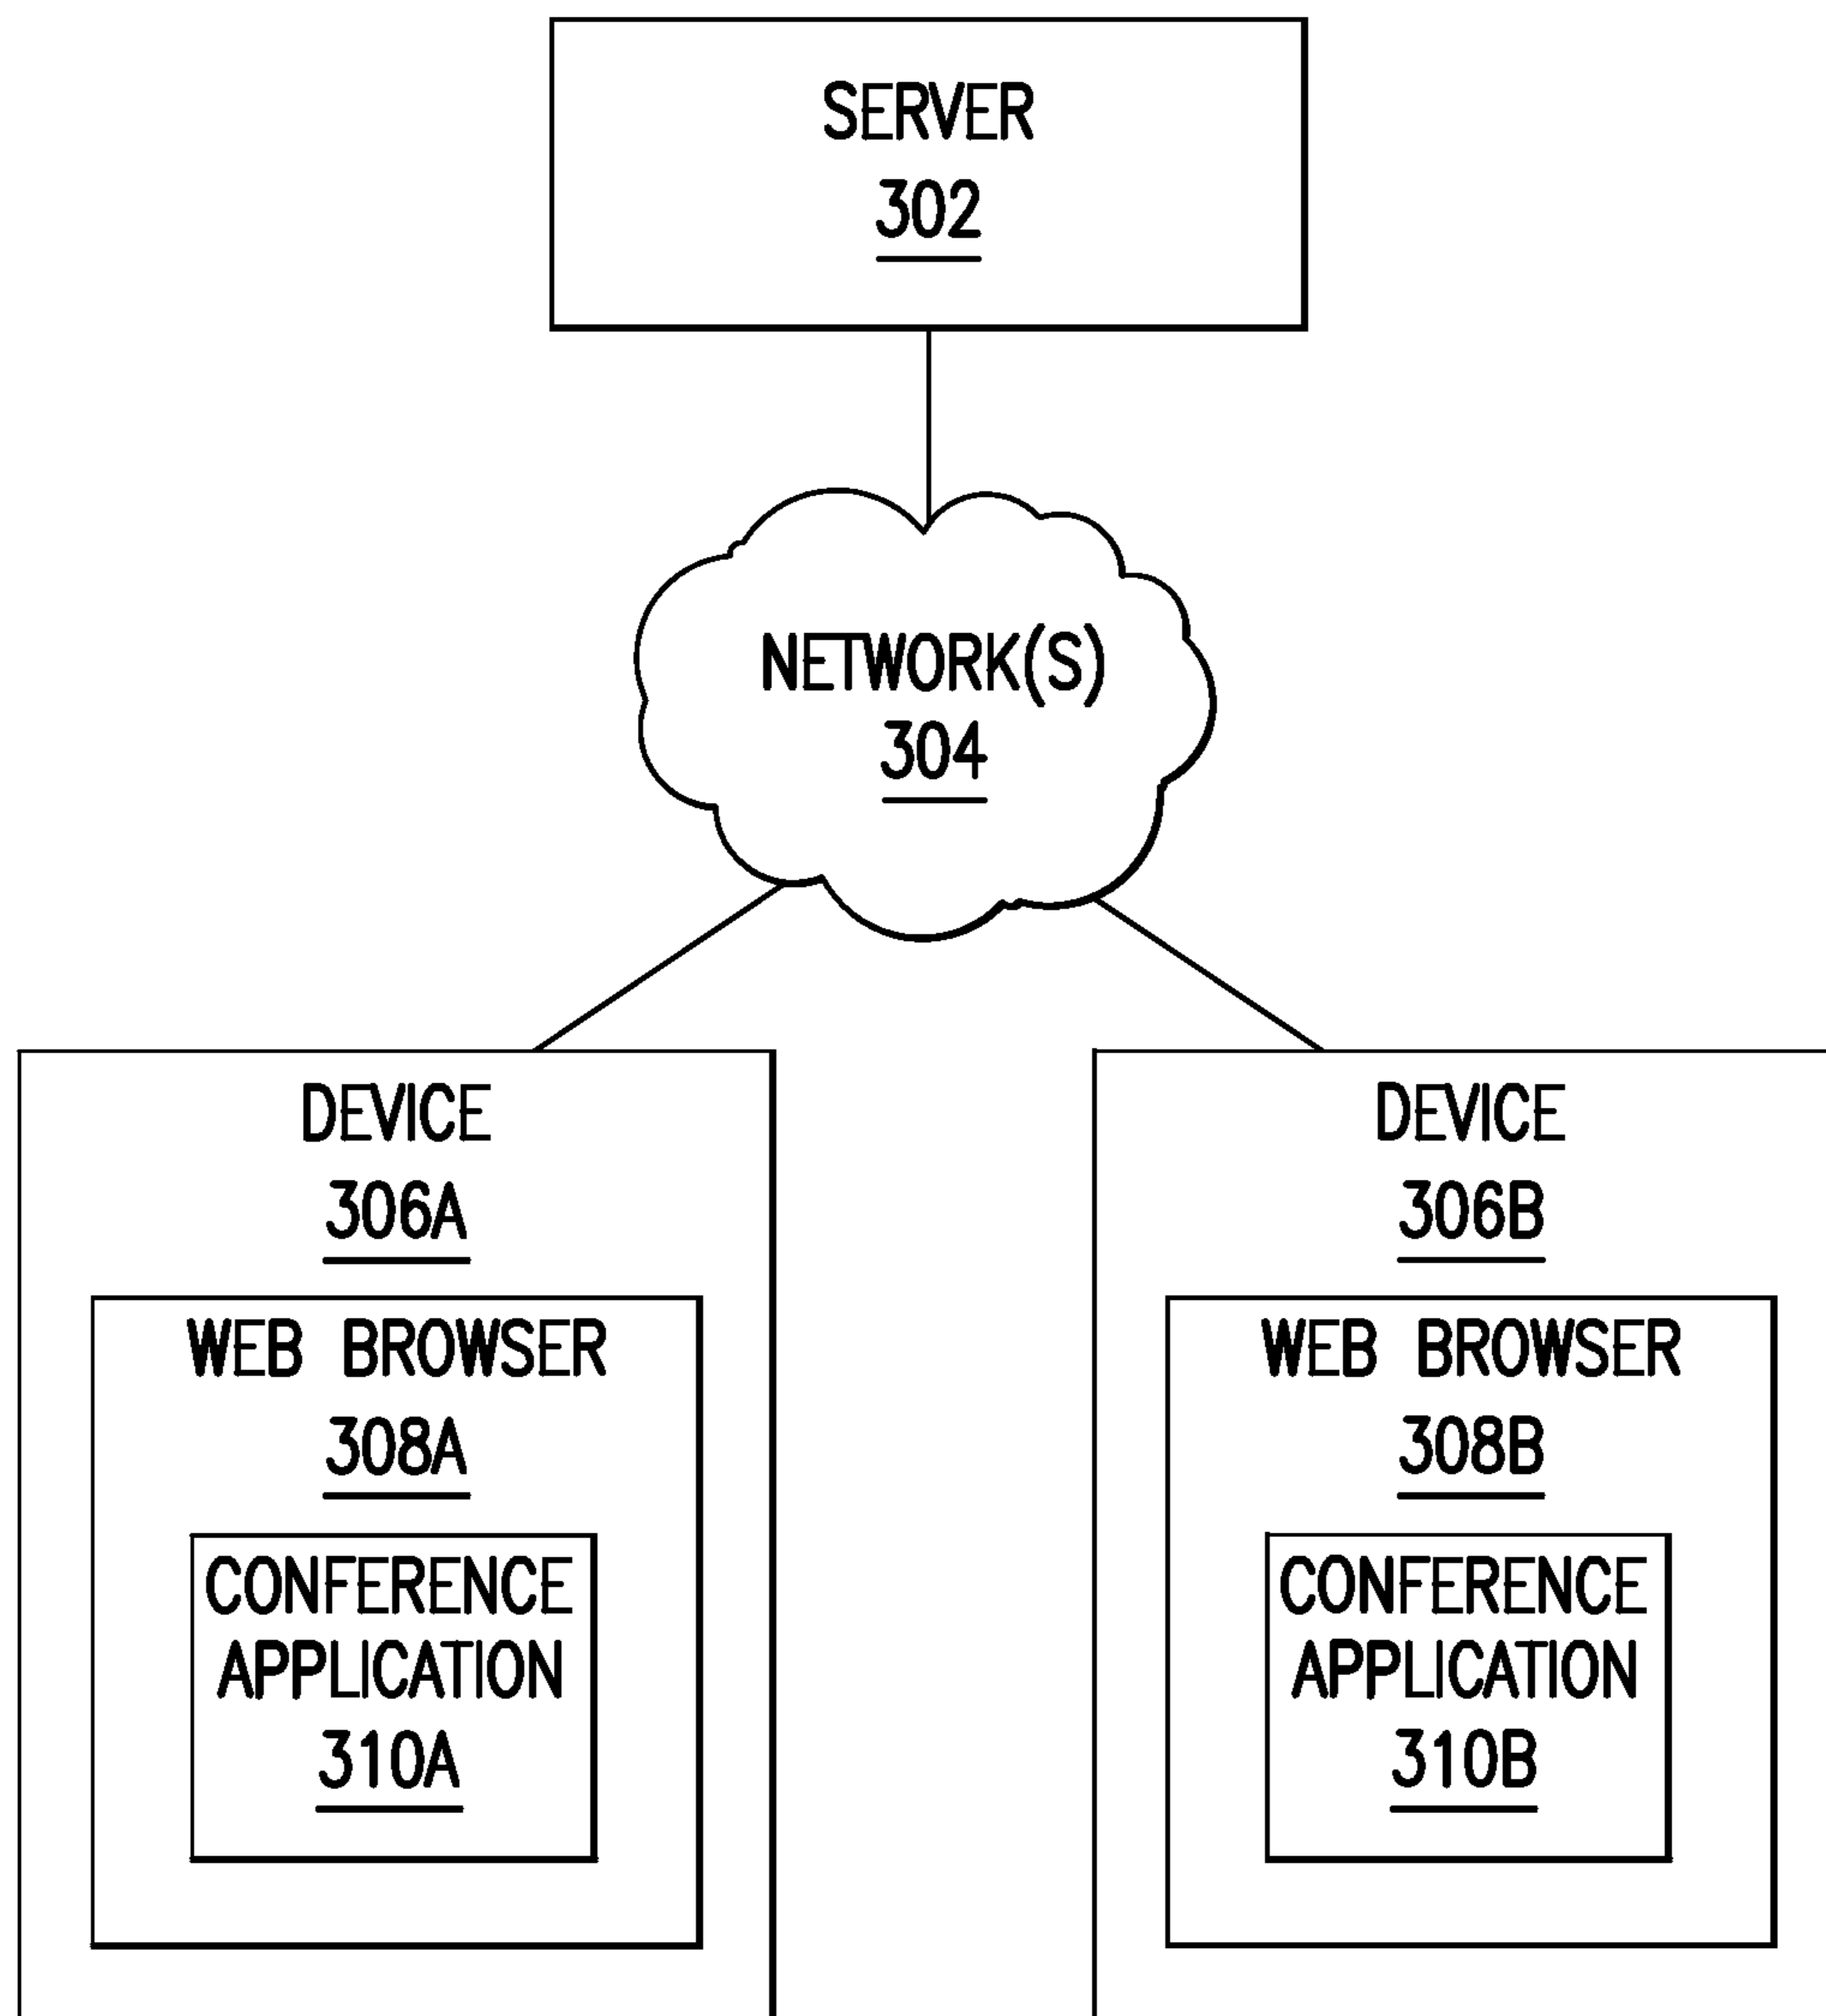 SERVER
302
NETWORK(S)
304
DEVICE
306A
WEB BROWSER
308A
CONFERENCE
APPLICATION
310A
DEVICE
306B
WEB BROWSER
308B
CONFERENCE
APPLICATION
310B